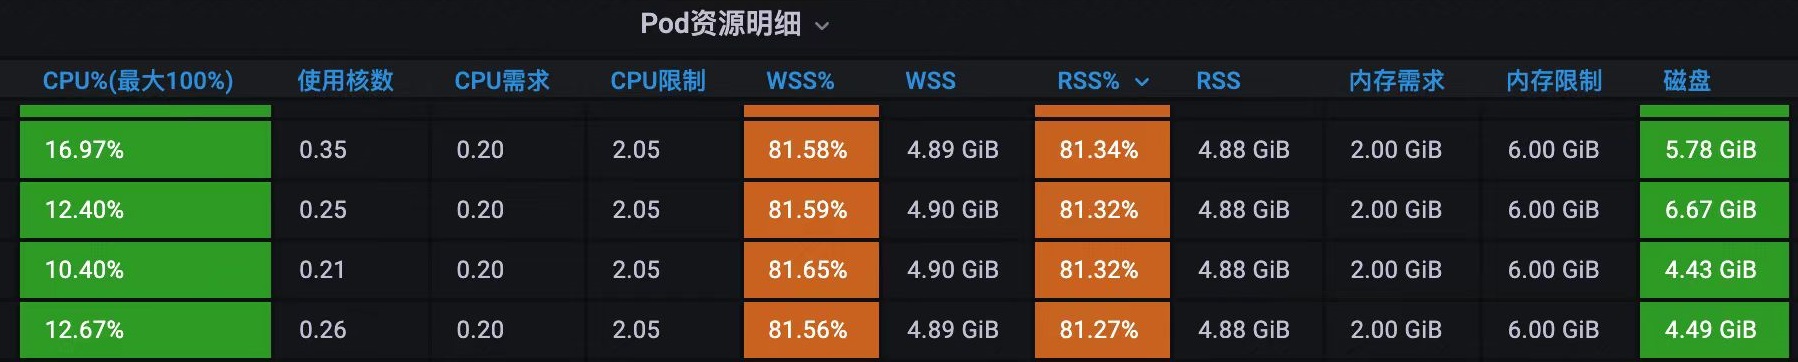 Pod资源明细
CPU%(最大100%) 使用核数 CPU需求 CPU限制 WSS% WSS RSS% RSS 内存需求 内存限制 磁盘
16.97% 0.35 0.20 2.05 81.58% 4.89 GiB 81.34% 4.88 GiB 2.00 GiB 6.00 GiB 5.78 GiB
12.40% 0.25 0.20 2.05 81.59% 4.90 GiB 81.32% 4.88 GiB 2.00 GiB 6.00 GiB 6.67 GiB
10.40% 0.21 0.20 2.05 81.65% 4.90 GiB 81.32% 4.88 GiB 2.00 GiB 6.00 GiB 4.43 GiB
12.67% 0.26 0.20 2.05 81.56% 4.89 GiB 81.27% 4.88 GiB 2.00 GiB 6.00 GiB 4.49 GiB